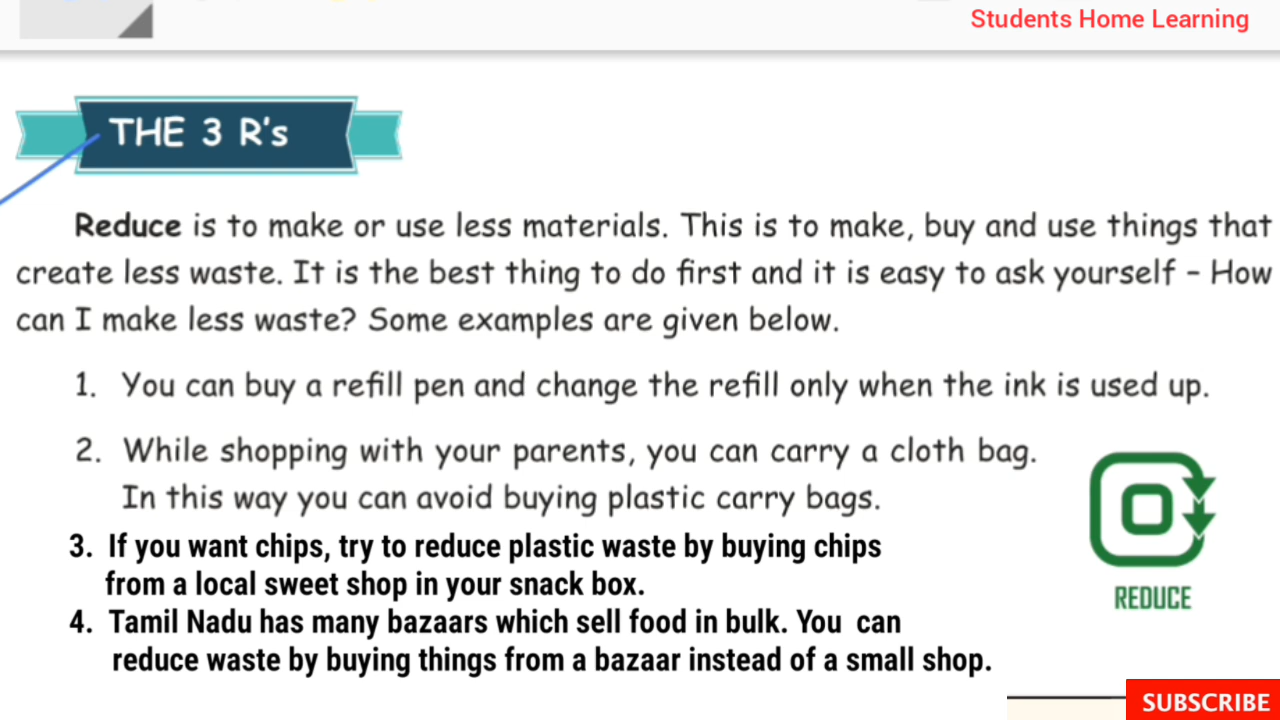 Students Home Learning
THE 3 R's
Reduce is to make or use less materials. This is to make, buy and use things that
create less waste. It is the best thing to do first and it is easy to ask yourself – How
can I make less waste? Some examples are given below.
1. You can buy a refill pen and change the refill only when the ink is used up.
2. While shopping with your parents, you can carry a cloth bag.
In this way you can avoid buying plastic carry bags.
3. If you want chips, try to reduce plastic waste by buying chips
from a local sweet shop in your snack box.
4. Tamil Nadu has many bazaars which sell food in bulk. You can
reduce waste by buying things from a bazaar instead of a small shop.
REDUCE
SUBSCRIBE